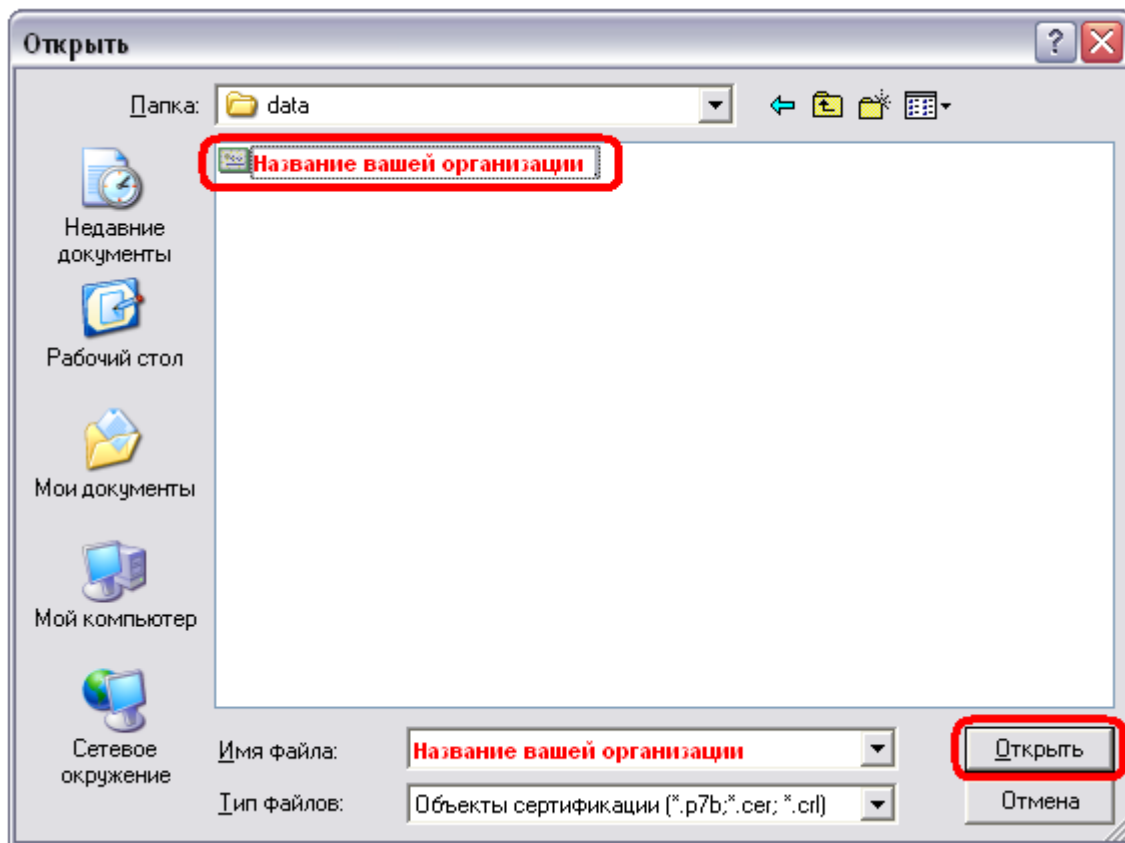 Открыть
Папка: data
Название вашей организации
Недавние
документы
Рабочий стол
Мои документы
Мой компьютер
Сетевое
окружение
Имя файла: Название вашей организации Открыть
Тип файлов: Объекты сертификации (*.p7b;*.cer; *.crl) Отмена